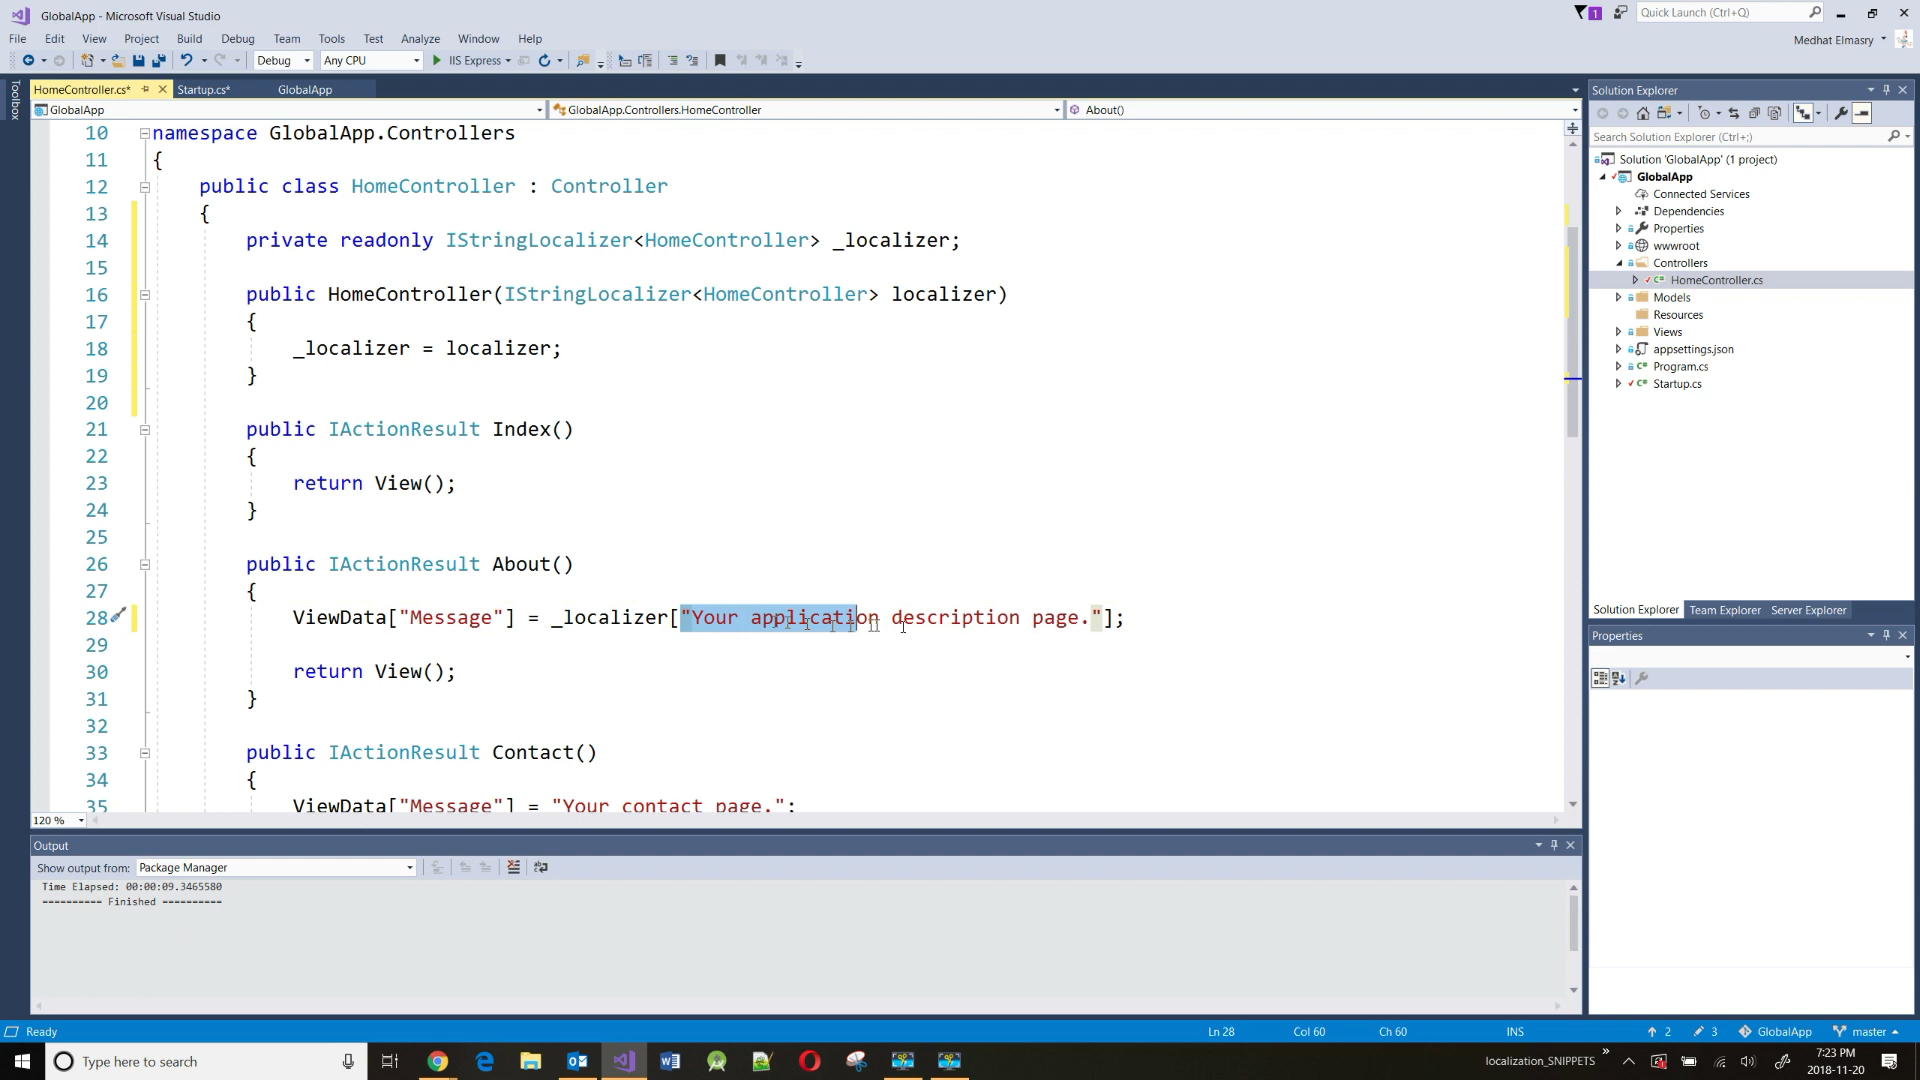 GlobalApp - Microsoft Visual Studio
1
Quick Launch (Ctrl+Q)
File Edit View Project Build Debug Team Tools Test Analyze Window Help
Medhat Elmasry
Debug Any CPU IIS Express
Toolbox
HomeController.cs* Startup.cs* GlobalApp
GlobalApp GlobalApp.Controllers.HomeController About()
10 namespace GlobalApp.Controllers
11 {
12 public class HomeController : Controller
13 {
14 private readonly IStringLocalizer<HomeController> _localizer;
15
16 public HomeController(IStringLocalizer<HomeController> localizer)
17 {
18 _localizer = localizer;
19 }
20
21 public IActionResult Index()
22 {
23 return View();
24 }
25
26 public IActionResult About()
27 {
28 ViewData["Message"] = _localizer["Your application description page."];
29
30 return View();
31 }
32
33 public IActionResult Contact()
34 {
35 ViewData["Message"] = "Your contact page.";
120 %
Solution Explorer
Search Solution Explorer (Ctrl+;)
Solution 'GlobalApp' (1 project)
GlobalApp
Connected Services
Dependencies
Properties
wwwroot
Controllers
HomeController.cs
Models
Resources
Views
appsettings.json
Program.cs
Startup.cs
Solution Explorer Team Explorer Server Explorer
Properties
Output
Show output from: Package Manager
Time Elapsed: 00:00:09.3465580
========== Finished ==========
Ready Ln 28 Col 60 Ch 60 INS 2 3 GlobalApp master
Type here to search
localization_SNIPPETS
7:23 PM
2018-11-20